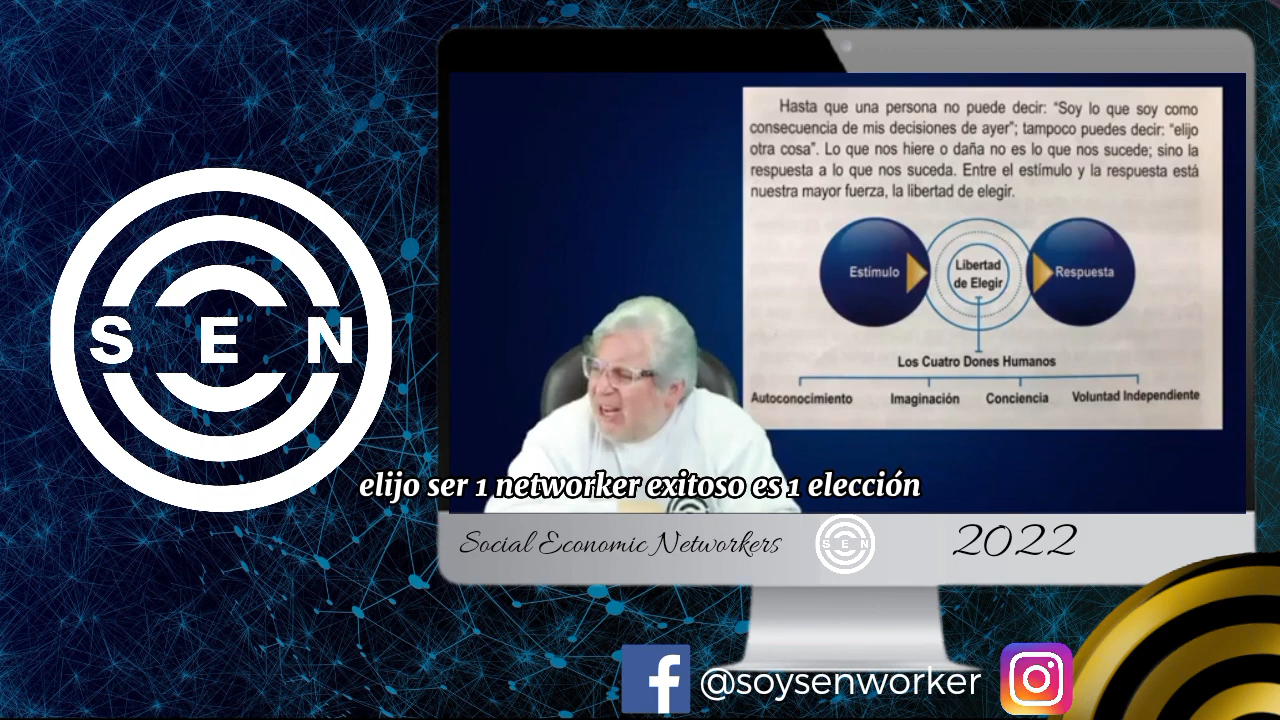 S E N
Hasta que una persona no puede decir: “Soy lo que soy como
consecuencia de mis decisiones de ayer”; tampoco puedes decir: “elijo
otra cosa”. Lo que nos hiere o daña no es lo que nos sucede; sino la
respuesta a lo que nos suceda. Entre el estímulo y la respuesta está
nuestra mayor fuerza, la libertad de elegir.
Estímulo
Libertad
de Elegir
Respuesta
Los Cuatro Dones Humanos
Autoconocimiento Imaginación Conciencia Voluntad Independiente
elijo ser 1 networker exitoso es 1 elección
Social Economic Networkers
S E N
2022
@soysenworker